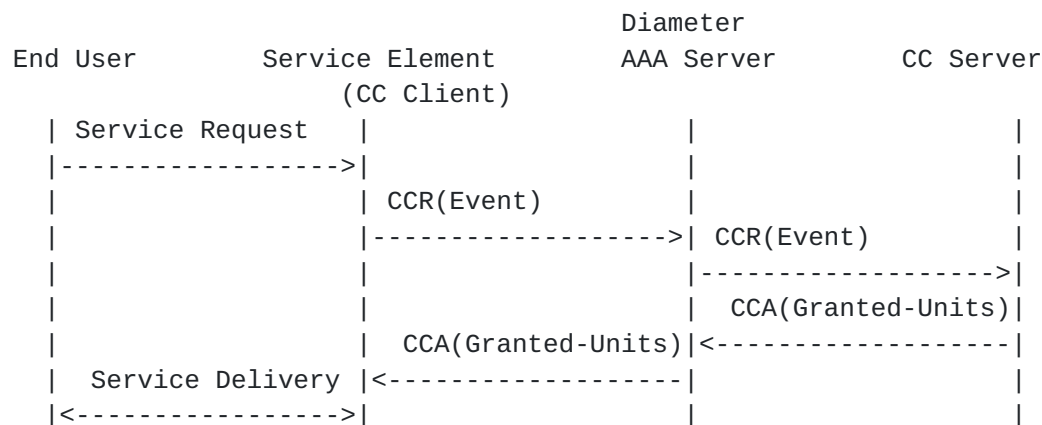 Diameter
End User Service Element AAA Server CC Server
(CC Client)
| Service Request | | |
|------------------>| | |
| | CCR(Event) | |
| |------------------->| CCR(Event) |
| | |------------------->|
| | | CCA(Granted-Units)|
| | CCA(Granted-Units)|<-------------------|
| Service Delivery |<-------------------| |
|<----------------->| | |